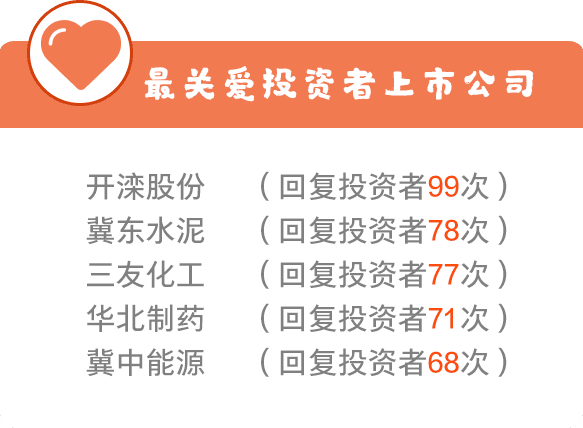 最关爱投资者上市公司
开滦股份 （回复投资者99次）
冀东水泥 （回复投资者78次）
三友化工 （回复投资者77次）
华北制药 （回复投资者71次）
冀中能源 （回复投资者68次）